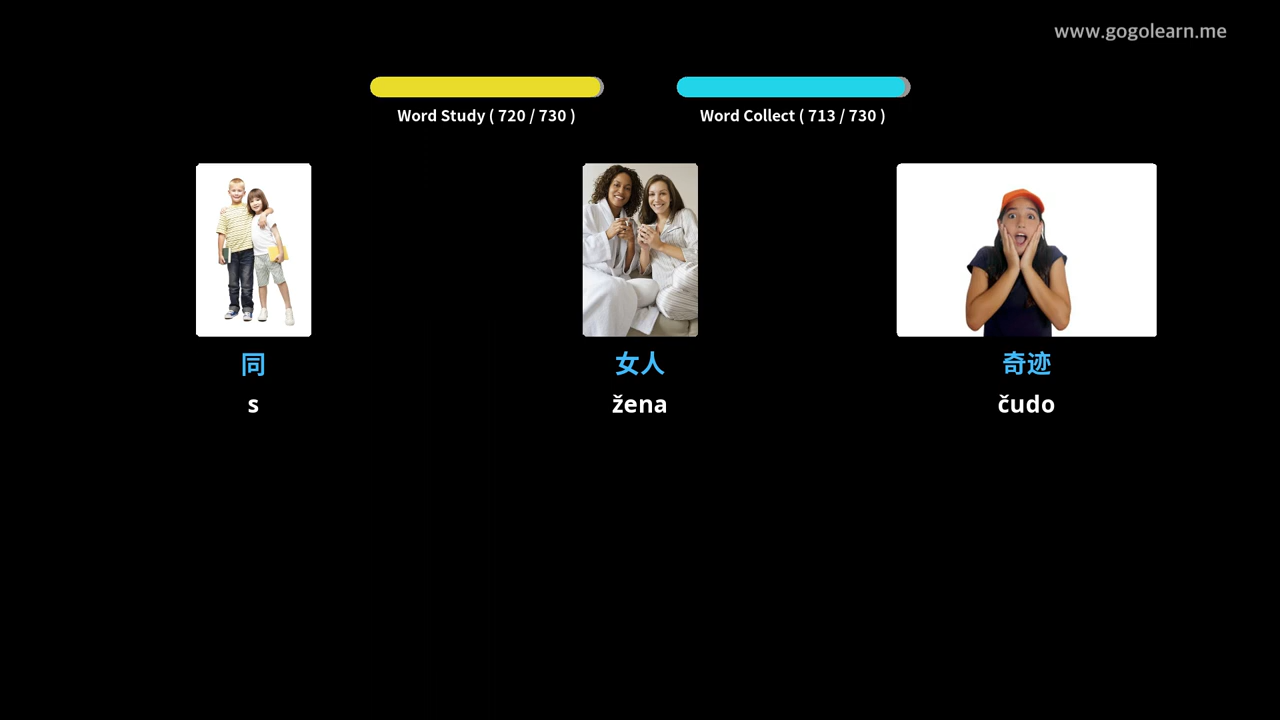 www.gogolearn.me
Word Study ( 720 / 730 )
Word Collect ( 713 / 730 )
同
s
女人
žena
奇迹
čudo